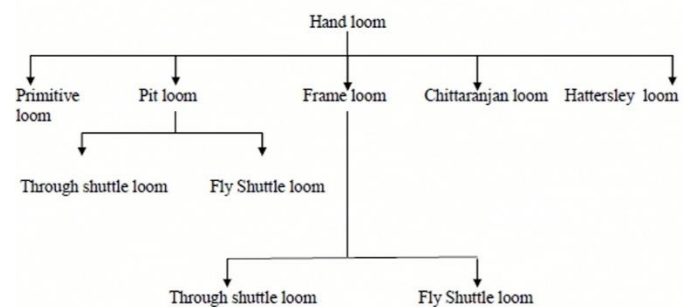 Hand loom
Primitive loom
Pit loom
Frame loom
Chittaranjan loom
Hattersley loom
Through shuttle loom
Fly Shuttle loom
Through shuttle loom
Fly Shuttle loom